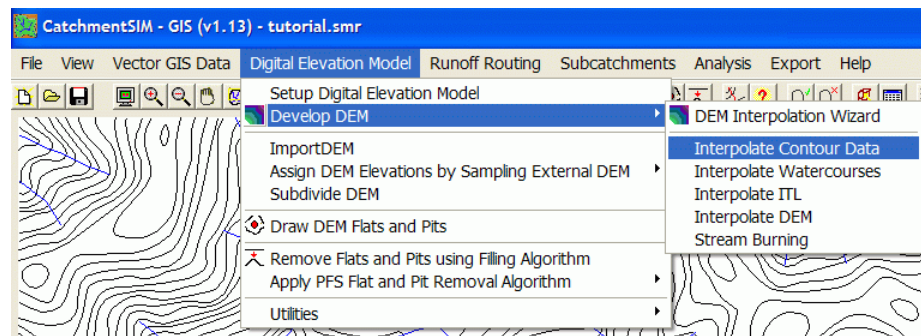 CatchmentSIM - GIS (v1.13) - tutorial.smr
File View Vector GIS Data Digital Elevation Model Runoff Routing Subcatchments Analysis Export Help
Setup Digital Elevation Model
Develop DEM
DEM Interpolation Wizard
ImportDEM
Interpolate Contour Data
Assign DEM Elevations by Sampling External DEM
Interpolate Watercourses
Subdivide DEM
Interpolate ITL
Interpolate DEM
Draw DEM Flats and Pits
Stream Burning
Remove Flats and Pits using Filling Algorithm
Apply PFS Flat and Pit Removal Algorithm
Utilities